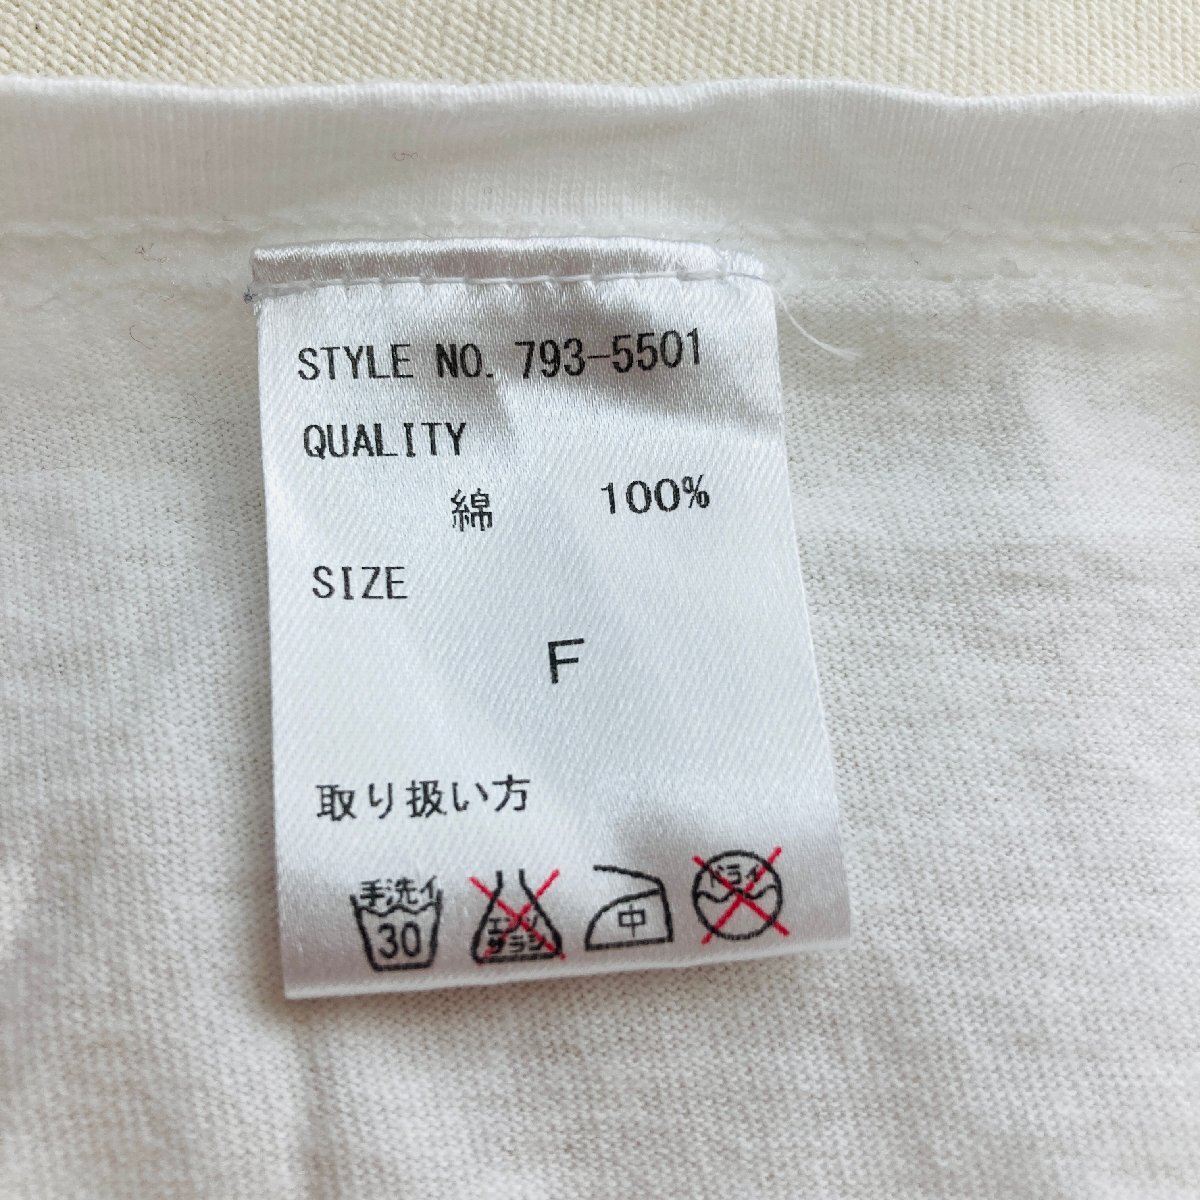 STYLE NO. 793-5501
QUALITY
綿 100%
SIZE
F
取り扱い方
手洗イ 30 エンソ サラシ 中 ドライ